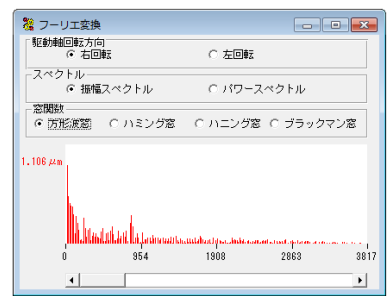 フーリエ変換
駆動軸回転方向
右回転 左回転
スペクトル
振幅スペクトル パワースペクトル
窓関数
方形波窓 ハミング窓 ハニング窓 ブラックマン窓
1.106 μm
0 954 1908 2863 3817